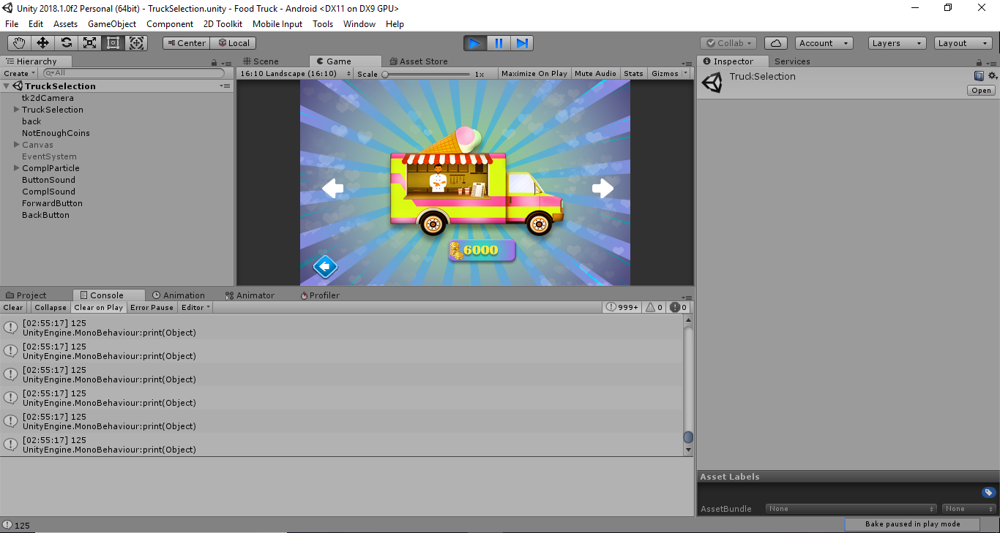 Unity 2018.1.0f2 Personal (64bit) - TruckSelection.unity - Food Truck - Android <DX11 on DX9 GPU>
File Edit Assets GameObject Component 2D Toolkit Mobile Input Tools Window Help
Center Local Collab Account Layers Layout
Hierarchy Scene Game Asset Store Inspector Services
Create All 16:10 Landscape (16:10) Scale 1x Maximize On Play Mute Audio Stats Gizmos
TruckSelection
Open
TruckSelection
tk2dCamera
TruckSelection
back
NotEnoughCoins
Canvas
EventSystem
ComplParticle
ButtonSound
ComplSound
ForwardButton
BackButton
6000
Project Console Animation Animator Profiler
Clear Collapse Clear on Play Error Pause Editor 999+ 0 0
[02:55:17] 125
UnityEngine.MonoBehaviour:print(Object)
[02:55:17] 125
UnityEngine.MonoBehaviour:print(Object)
[02:55:17] 125
UnityEngine.MonoBehaviour:print(Object)
[02:55:17] 125
UnityEngine.MonoBehaviour:print(Object)
[02:55:17] 125
UnityEngine.MonoBehaviour:print(Object)
[02:55:17] 125
UnityEngine.MonoBehaviour:print(Object)
Asset Labels
AssetBundle None None
125
Bake paused in play mode